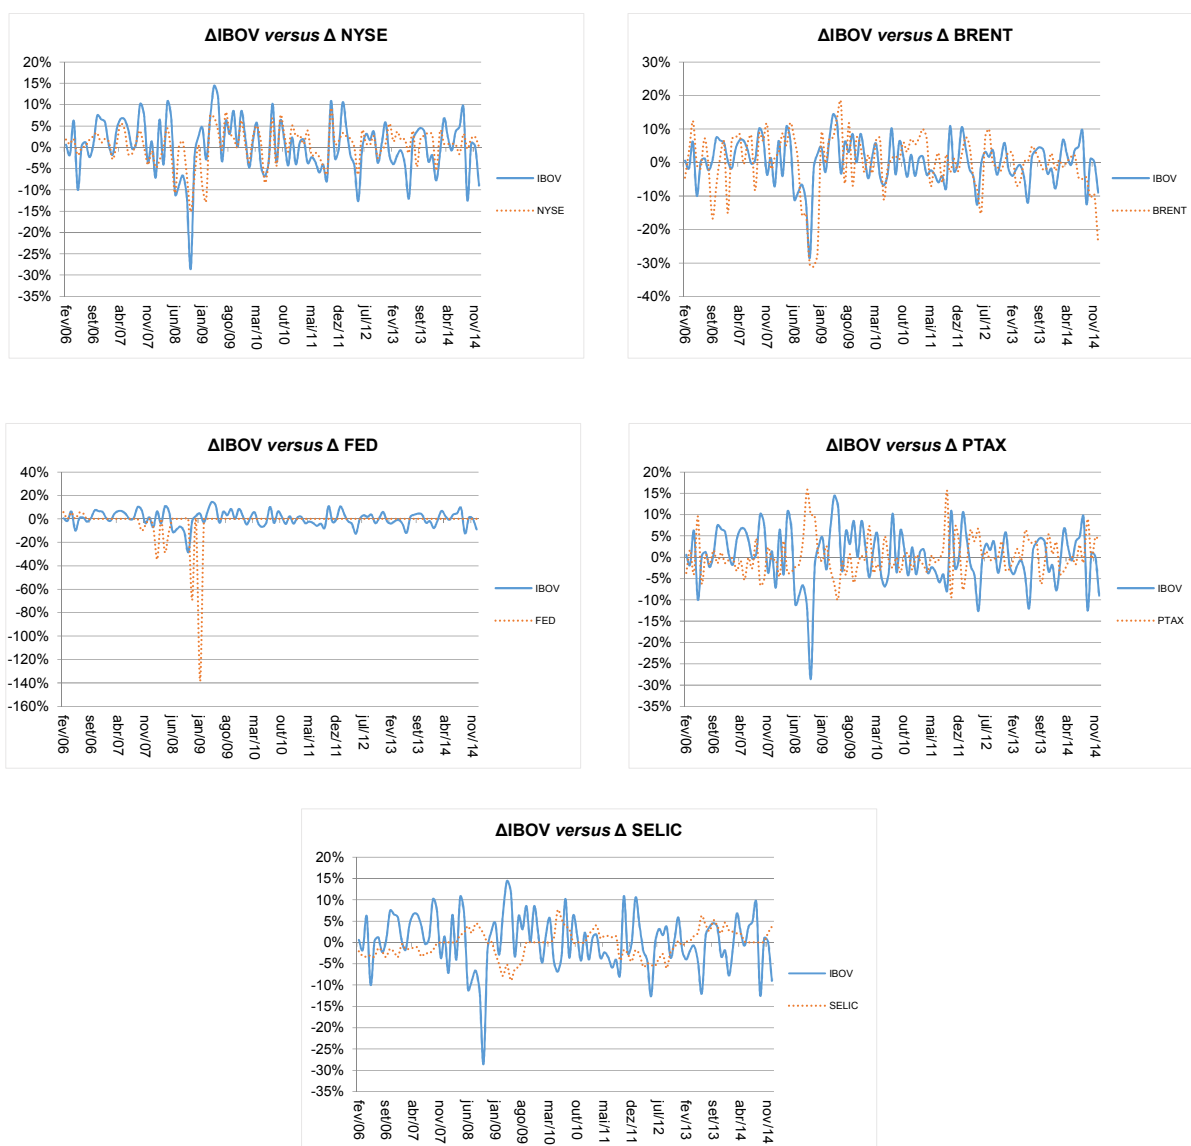 ΔIBOV versus Δ NYSE
20%
15%
10%
5%
0%
-5%
-10%
-15%
-20%
-25%
-30%
-35%
fev/06
set/06
abr/07
nov/07
jun/08
jan/09
ago/09
mar/10
out/10
mai/11
dez/11
jul/12
fev/13
set/13
abr/14
nov/14
IBOV
NYSE
ΔIBOV versus Δ BRENT
30%
20%
10%
0%
-10%
-20%
-30%
-40%
fev/06
set/06
abr/07
nov/07
jun/08
jan/09
ago/09
mar/10
out/10
mai/11
dez/11
jul/12
fev/13
set/13
abr/14
nov/14
IBOV
BRENT
ΔIBOV versus Δ FED
40%
20%
0%
-20%
-40%
-60%
-80%
-100%
-120%
-140%
-160%
fev/06
set/06
abr/07
nov/07
jun/08
jan/09
ago/09
mar/10
out/10
mai/11
dez/11
jul/12
fev/13
set/13
abr/14
nov/14
IBOV
FED
ΔIBOV versus Δ PTAX
20%
15%
10%
5%
0%
-5%
-10%
-15%
-20%
-25%
-30%
-35%
fev/06
set/06
abr/07
nov/07
jun/08
jan/09
ago/09
mar/10
out/10
mai/11
dez/11
jul/12
fev/13
set/13
abr/14
nov/14
IBOV
PTAX
ΔIBOV versus Δ SELIC
20%
15%
10%
5%
0%
-5%
-10%
-15%
-20%
-25%
-30%
-35%
fev/06
set/06
abr/07
nov/07
jun/08
jan/09
ago/09
mar/10
out/10
mai/11
dez/11
jul/12
fev/13
set/13
abr/14
nov/14
IBOV
SELIC